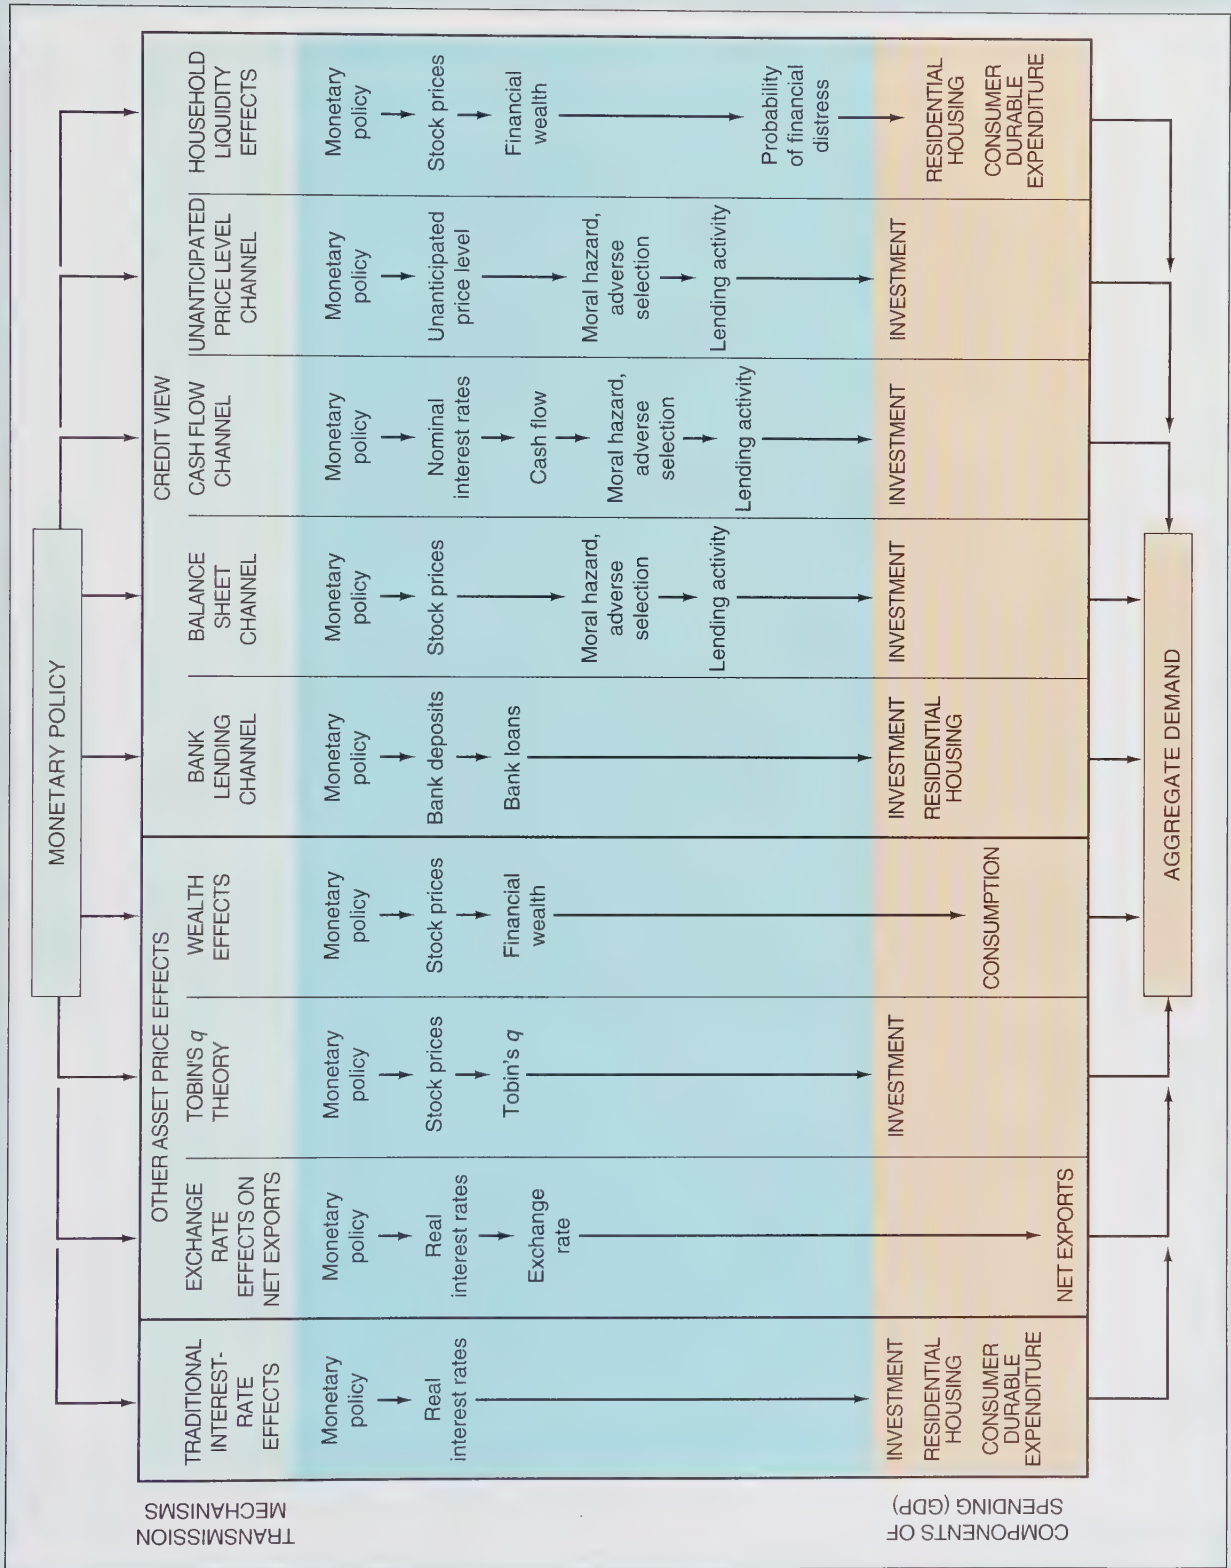 MONETARY POLICY
TRANSMISSION
MECHANISMS
TRADITIONAL
INTEREST-
RATE
EFFECTS
OTHER ASSET PRICE EFFECTS
EXCHANGE
RATE
EFFECTS ON
NET EXPORTS
TOBIN'S q
THEORY
WEALTH
EFFECTS
CREDIT VIEW
BANK
LENDING
CHANNEL
BALANCE
SHEET
CHANNEL
CASH FLOW
CHANNEL
UNANTICIPATED
PRICE LEVEL
CHANNEL
HOUSEHOLD
LIQUIDITY
EFFECTS
Monetary
policy
Real
interest rates
Monetary
policy
Real
interest rates
Exchange
rate
Monetary
policy
Stock prices
Tobin's q
Monetary
policy
Stock prices
Financial
wealth
Monetary
policy
Bank deposits
Bank loans
Monetary
policy
Stock prices
Moral hazard,
adverse
selection
Lending activity
Monetary
policy
Nominal
interest rates
Cash flow
Moral hazard,
adverse
selection
Lending activity
Monetary
policy
Unanticipated
price level
Moral hazard,
adverse
selection
Lending activity
Monetary
policy
Stock prices
Financial
wealth
Probability
of financial
distress
COMPONENTS OF
SPENDING (GDP)
INVESTMENT
RESIDENTIAL
HOUSING
CONSUMER
DURABLE
EXPENDITURE
NET EXPORTS
INVESTMENT
CONSUMPTION
INVESTMENT
RESIDENTIAL
HOUSING
INVESTMENT
INVESTMENT
INVESTMENT
RESIDENTIAL
HOUSING
CONSUMER
DURABLE
EXPENDITURE
AGGREGATE DEMAND